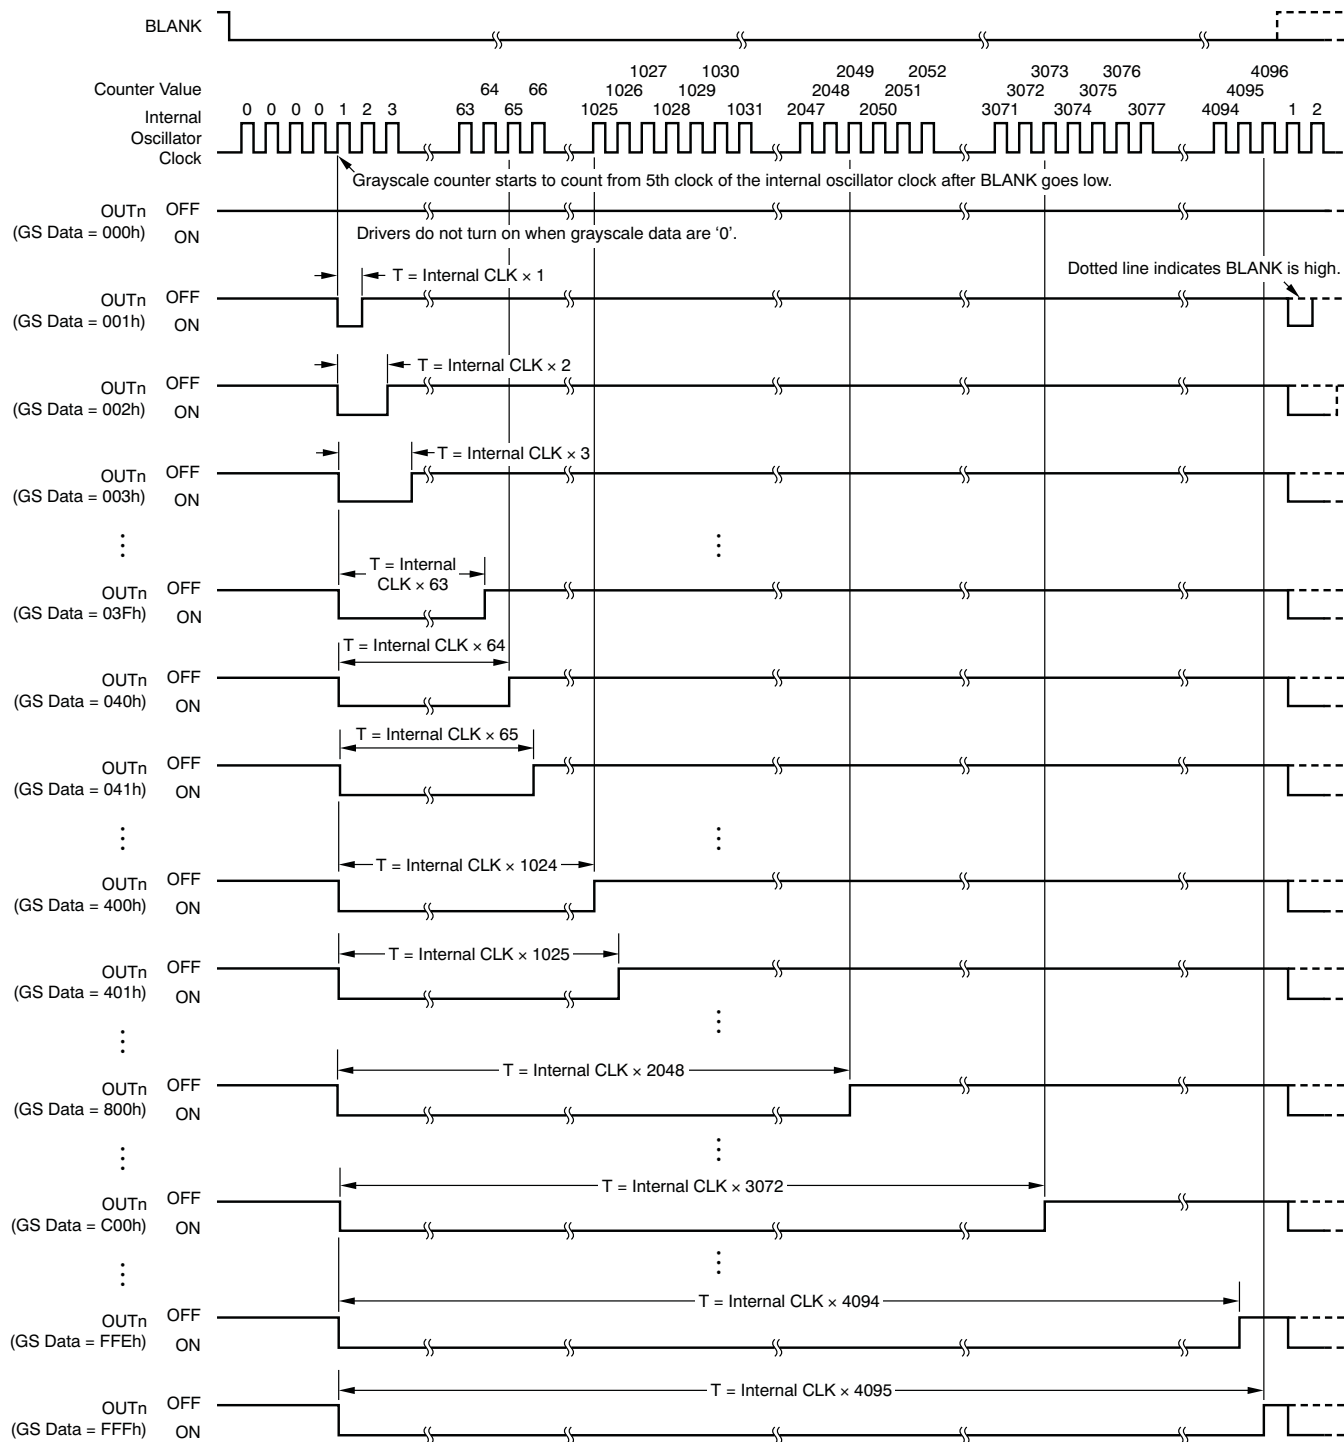 BLANK
1027 1030 2049 2052 3073 3076 4096
Counter Value 64 66 1026 1029 2048 2051 3072 3075 4095
Internal 0 0 0 0 1 2 3 63 65 1025 1028 1031 2047 2050 3071 3074 3077 4094 1 2
Oscillator
Clock
Grayscale counter starts to count from 5th clock of the internal oscillator clock after BLANK goes low.
OUTn OFF
(GS Data = 000h) ON
Drivers do not turn on when grayscale data are ‘0’.
T = Internal CLK × 1
Dotted line indicates BLANK is high.
OUTn OFF
(GS Data = 001h) ON
T = Internal CLK × 2
OUTn OFF
(GS Data = 002h) ON
T = Internal CLK × 3
OUTn OFF
(GS Data = 003h) ON
T = Internal
CLK × 63
OUTn OFF
(GS Data = 03Fh) ON
T = Internal CLK × 64
OUTn OFF
(GS Data = 040h) ON
T = Internal CLK × 65
OUTn OFF
(GS Data = 041h) ON
T = Internal CLK × 1024
OUTn OFF
(GS Data = 400h) ON
T = Internal CLK × 1025
OUTn OFF
(GS Data = 401h) ON
T = Internal CLK × 2048
OUTn OFF
(GS Data = 800h) ON
T = Internal CLK × 3072
OUTn OFF
(GS Data = C00h) ON
T = Internal CLK × 4094
OUTn OFF
(GS Data = FFEh) ON
T = Internal CLK × 4095
OUTn OFF
(GS Data = FFFh) ON